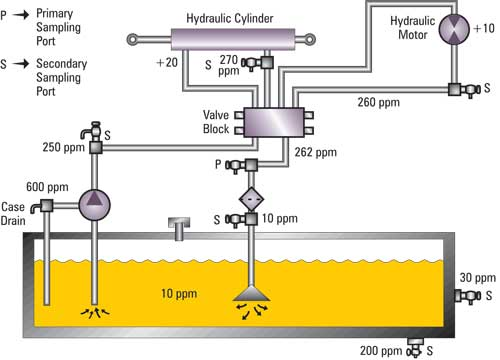 P → Primary
Sampling
Port
S → Secondary
Sampling
Port
Hydraulic Cylinder
Hydraulic
Motor
+10
+20
S 270
ppm
S
260 ppm
Valve
Block
S
250 ppm
262 ppm
P
600 ppm
Case
Drain
S
10 ppm
10 ppm
30 ppm
S
200 ppm
S